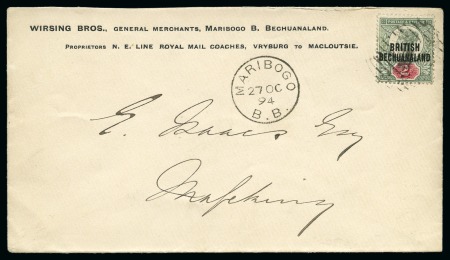 WIRSING BROS., GENERAL MERCHANTS, MARIBOGO B. BECHUANALAND.
PROPRIETORS N. E. LINE ROYAL MAIL COACHES, VRYBURG TO MACLOUTSIE.
BRITISH
BECHUANALAND
2
MARIBOGO
27 OC
94
B.B.
E. Isaacs Esq
Mafeking